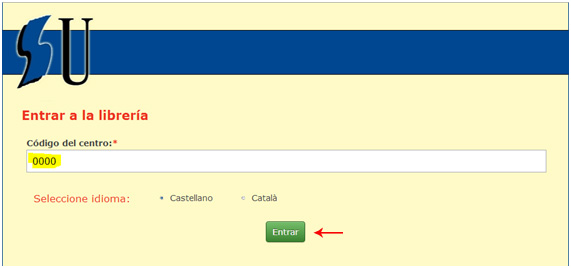 SU
Entrar a la librería
Código del centro:*
0000
Seleccione idioma: Castellano Català
Entrar